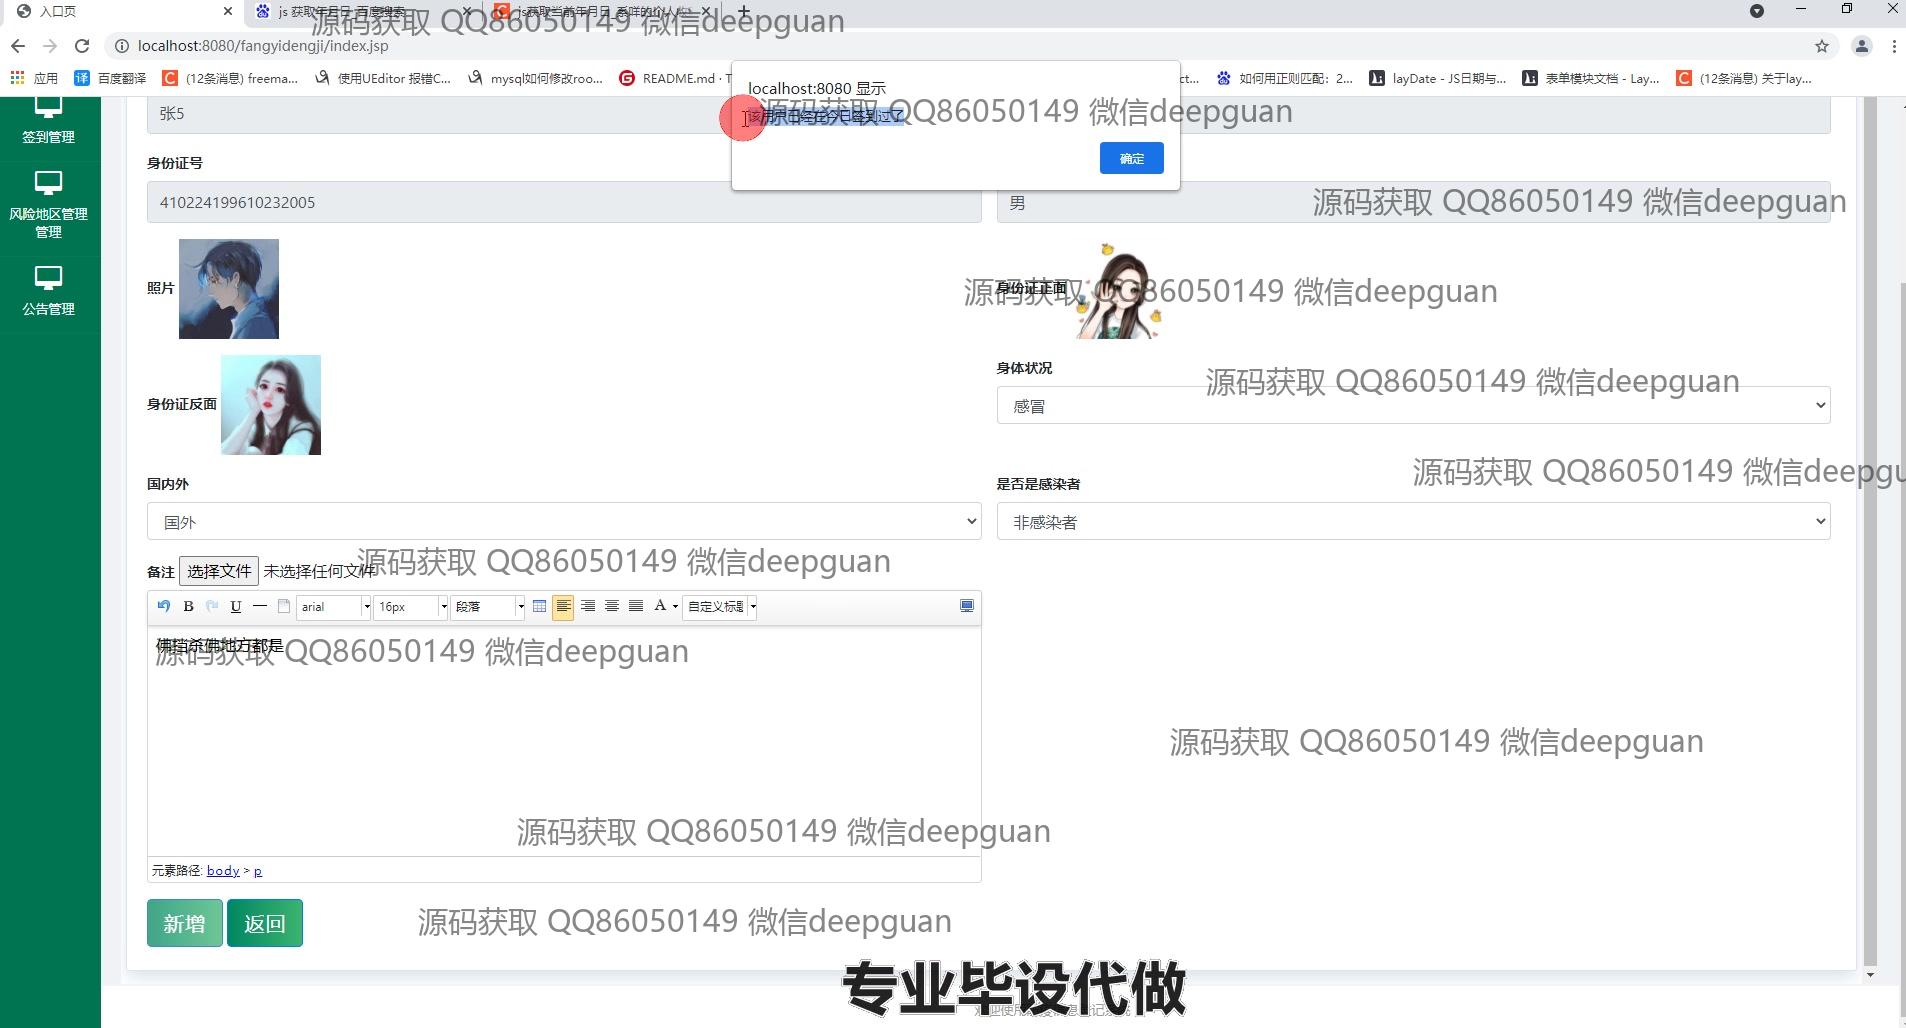 入口页
js 获取年月日_百度搜索
localhost:8080/fangyidengji/index.jsp
应用
百度翻译
(12条消息) freema...
使用UEditor 报错C...
mysql如何修改roo...
README.md · T
ct...
如何用正则匹配：2...
layDate - JS日期与...
表单模块文档 - Lay...
(12条消息) 关于lay...
localhost:8080 显示
该用户已经在今日签到过了
确定
签到管理
风险地区管理
管理
公告管理
张5
身份证号
410224199610232005
男
照片
身份证正面
身份证反面
身体状况
感冒
国内外
国外
是否是感染者
非感染者
备注 选择文件 未选择任何文件
arial
16px
段落
自定义标题
佛挡杀佛地方都是
元素路径: body > p
新增
返回
源码获取 QQ86050149 微信deepguan
源码获取 QQ86050149 微信deepguan
源码获取 QQ86050149 微信deepguan
源码获取 QQ86050149 微信deepguan
源码获取 QQ86050149 微信deepguan
源码获取 QQ86050149 微信deepgu
源码获取 QQ86050149 微信deepguan
源码获取 QQ86050149 微信deepguan
源码获取 QQ86050149 微信deepguan
源码获取 QQ86050149 微信deepguan
源码获取 QQ86050149 微信deepguan
专业毕设代做